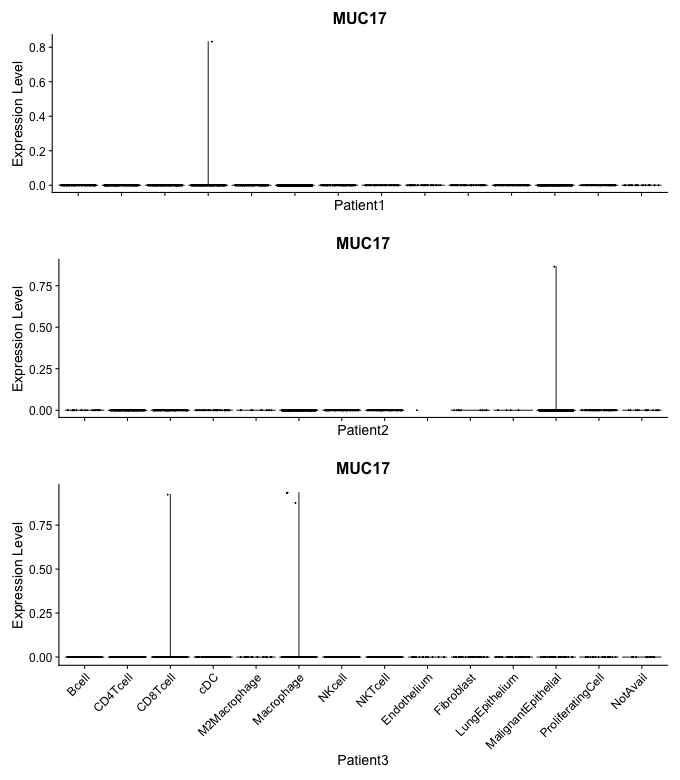 MUC17
Expression Level
0.8
0.6
0.4
0.2
0.0
Patient1
MUC17
Expression Level
0.75
0.50
0.25
0.00
Patient2
MUC17
Expression Level
0.75
0.50
0.25
0.00
Bcell
CD4Tcell
CD8Tcell
cDC
M2Macrophage
Macrophage
NKcell
NKTcell
Endothelium
Fibroblast
LungEpithelium
MalignantEpithelial
ProliferatingCell
NotAvail
Patient3